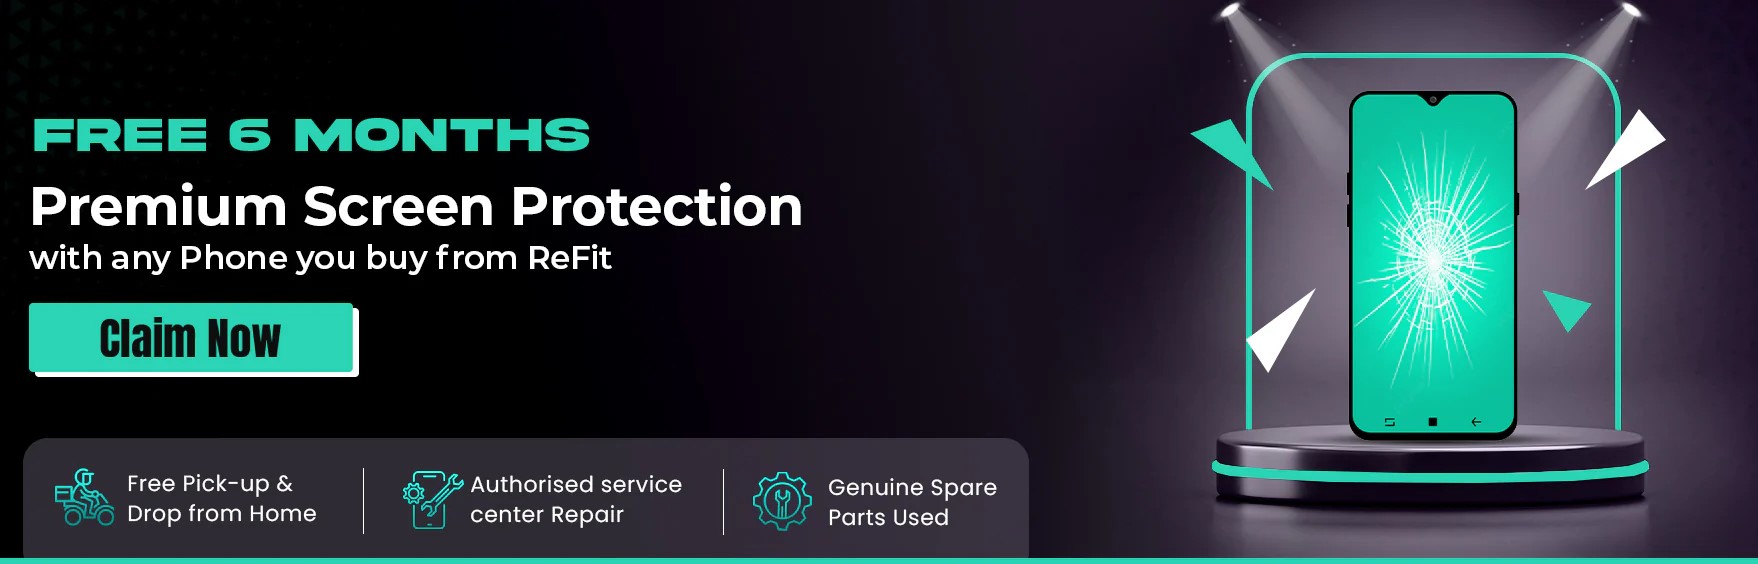 FREE 6 MONTHS
Premium Screen Protection
with any Phone you buy from ReFit
Claim Now
Free Pick-up &
Drop from Home
Authorised service
center Repair
Genuine Spare
Parts Used